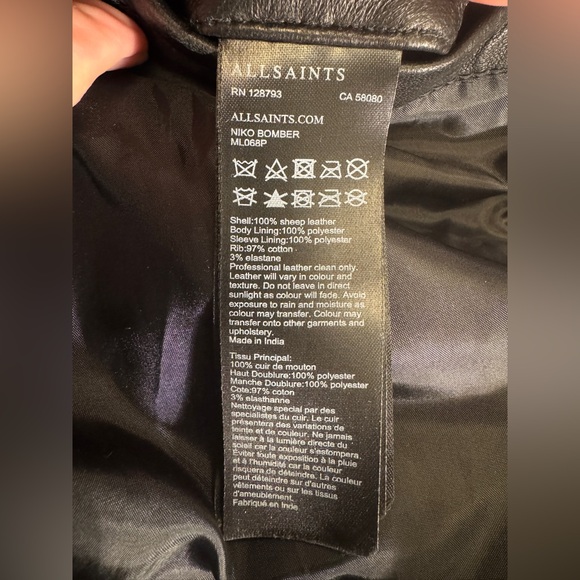 ALLSAINTS
RN 128793 CA 58080
ALLSAINTS.COM
NIKO BOMBER
ML068P
Shell:100% sheep leather
Body Lining:100% polyester
Sleeve Lining:100% polyester
Rib:97% cotton
3% elastane
Professional leather clean only.
Leather will vary in colour and
texture. Do not leave in direct
sunlight as colour will fade. Avoid
exposure to rain and moisture as
colour may transfer. Colour may
transfer onto other garments and
upholstery.
Made in India
Tissu Principal:
100% cuir de mouton
Haut Doublure:100% polyester
Manche Doublure:100% polyester
Cote:97% coton
3% elasthanne
Nettoyage special par des
specialistes du cuir. Le cuir
présentera des variations de
teinte et de couleur. Ne jamais
laisser à la lumière directe du
soleil car la couleur s'estompera.
Éviter toute exposition à la pluie
et à l'humidité car la couleur
risquera de déteindre. La couleur
peut déteindre sur d'autres
vêtements ou sur les tissus
d'ameublement.
Fabriqué en Inde